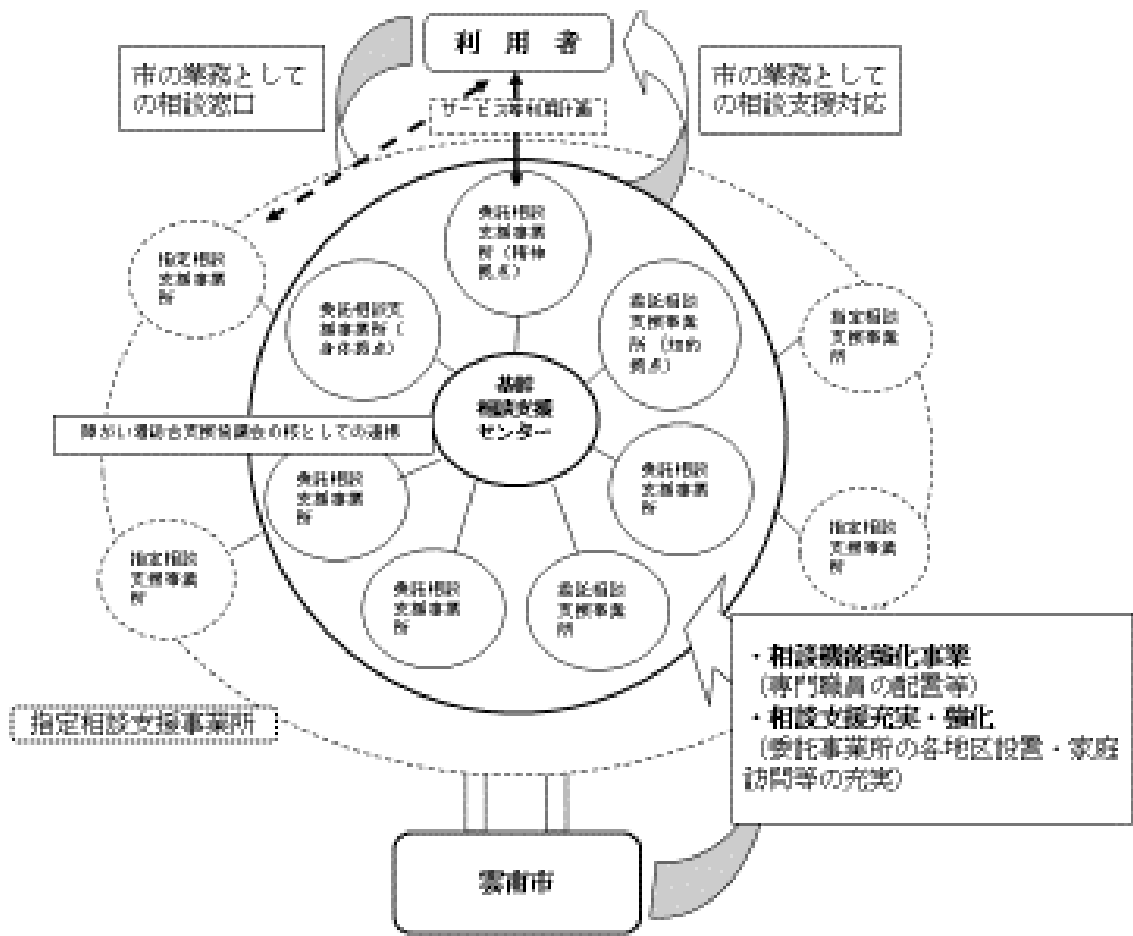 利 用 者
市の業務として
の相談窓口
市の業務として
の相談支援対応
サービス等利用計画
委託相談
支援事業
所（精神
拠点）
指定相談
支援事業
所
委託相談支
援事業所（
身体拠点）
委託相談
支援事業
所（知的
拠点）
指定相談
支援事業
所
基幹
相談支援
センター
障がい者総合支援協議会の核としての連携
委託相談
支援事業
所
委託相談
支援事業
所
指定相談
支援事業
所
指定相談
支援事業
所
委託相談
支援事業
所
委託相談
支援事業
所
・相談機能強化事業
（専門職員の配置等）
・相談支援充実・強化
（委託事業所の各地区設置・家庭
訪問等の充実）
指定相談支援事業所
雲南市